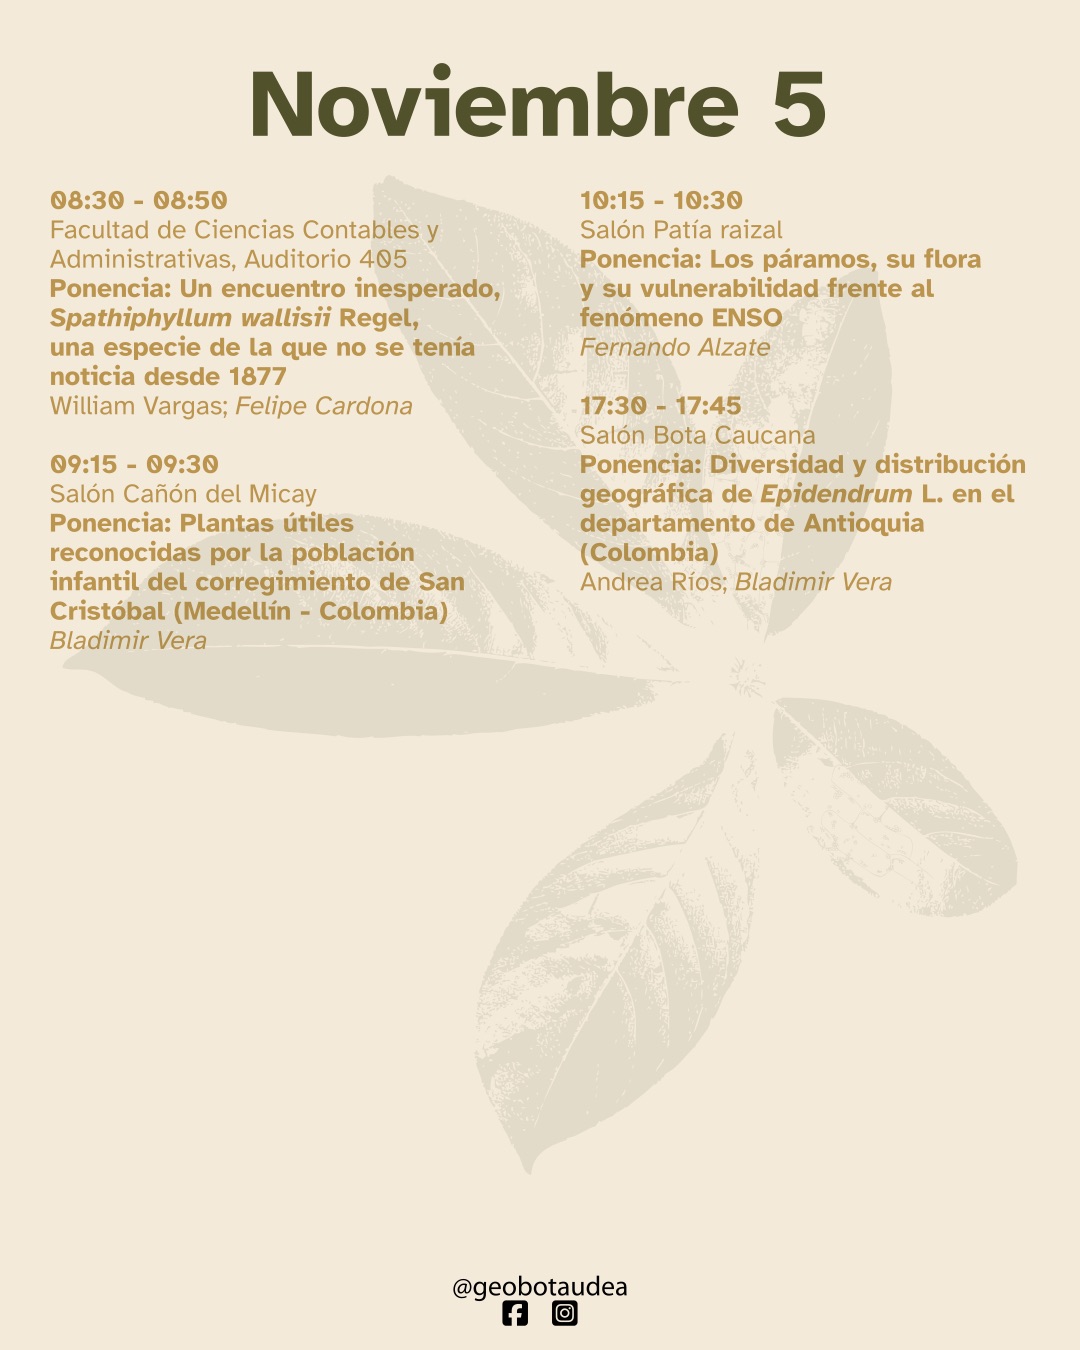 Noviembre 5
08:30 - 08:50
Facultad de Ciencias Contables y
Administrativas, Auditorio 405
Ponencia: Un encuentro inesperado,
Spathiphyllum wallisii Regel,
una especie de la que no se tenía
noticia desde 1877
William Vargas; Felipe Cardona
09:15 - 09:30
Salón Cañón del Micay
Ponencia: Plantas útiles
reconocidas por la población
infantil del corregimiento de San
Cristóbal (Medellín - Colombia)
Bladimir Vera
10:15 - 10:30
Salón Patía raizal
Ponencia: Los páramos, su flora
y su vulnerabilidad frente al
fenómeno ENSO
Fernando Alzate
17:30 - 17:45
Salón Bota Caucana
Ponencia: Diversidad y distribución
geográfica de Epidendrum L. en el
departamento de Antioquia
(Colombia)
Andrea Ríos; Bladimir Vera
@geobotaudea